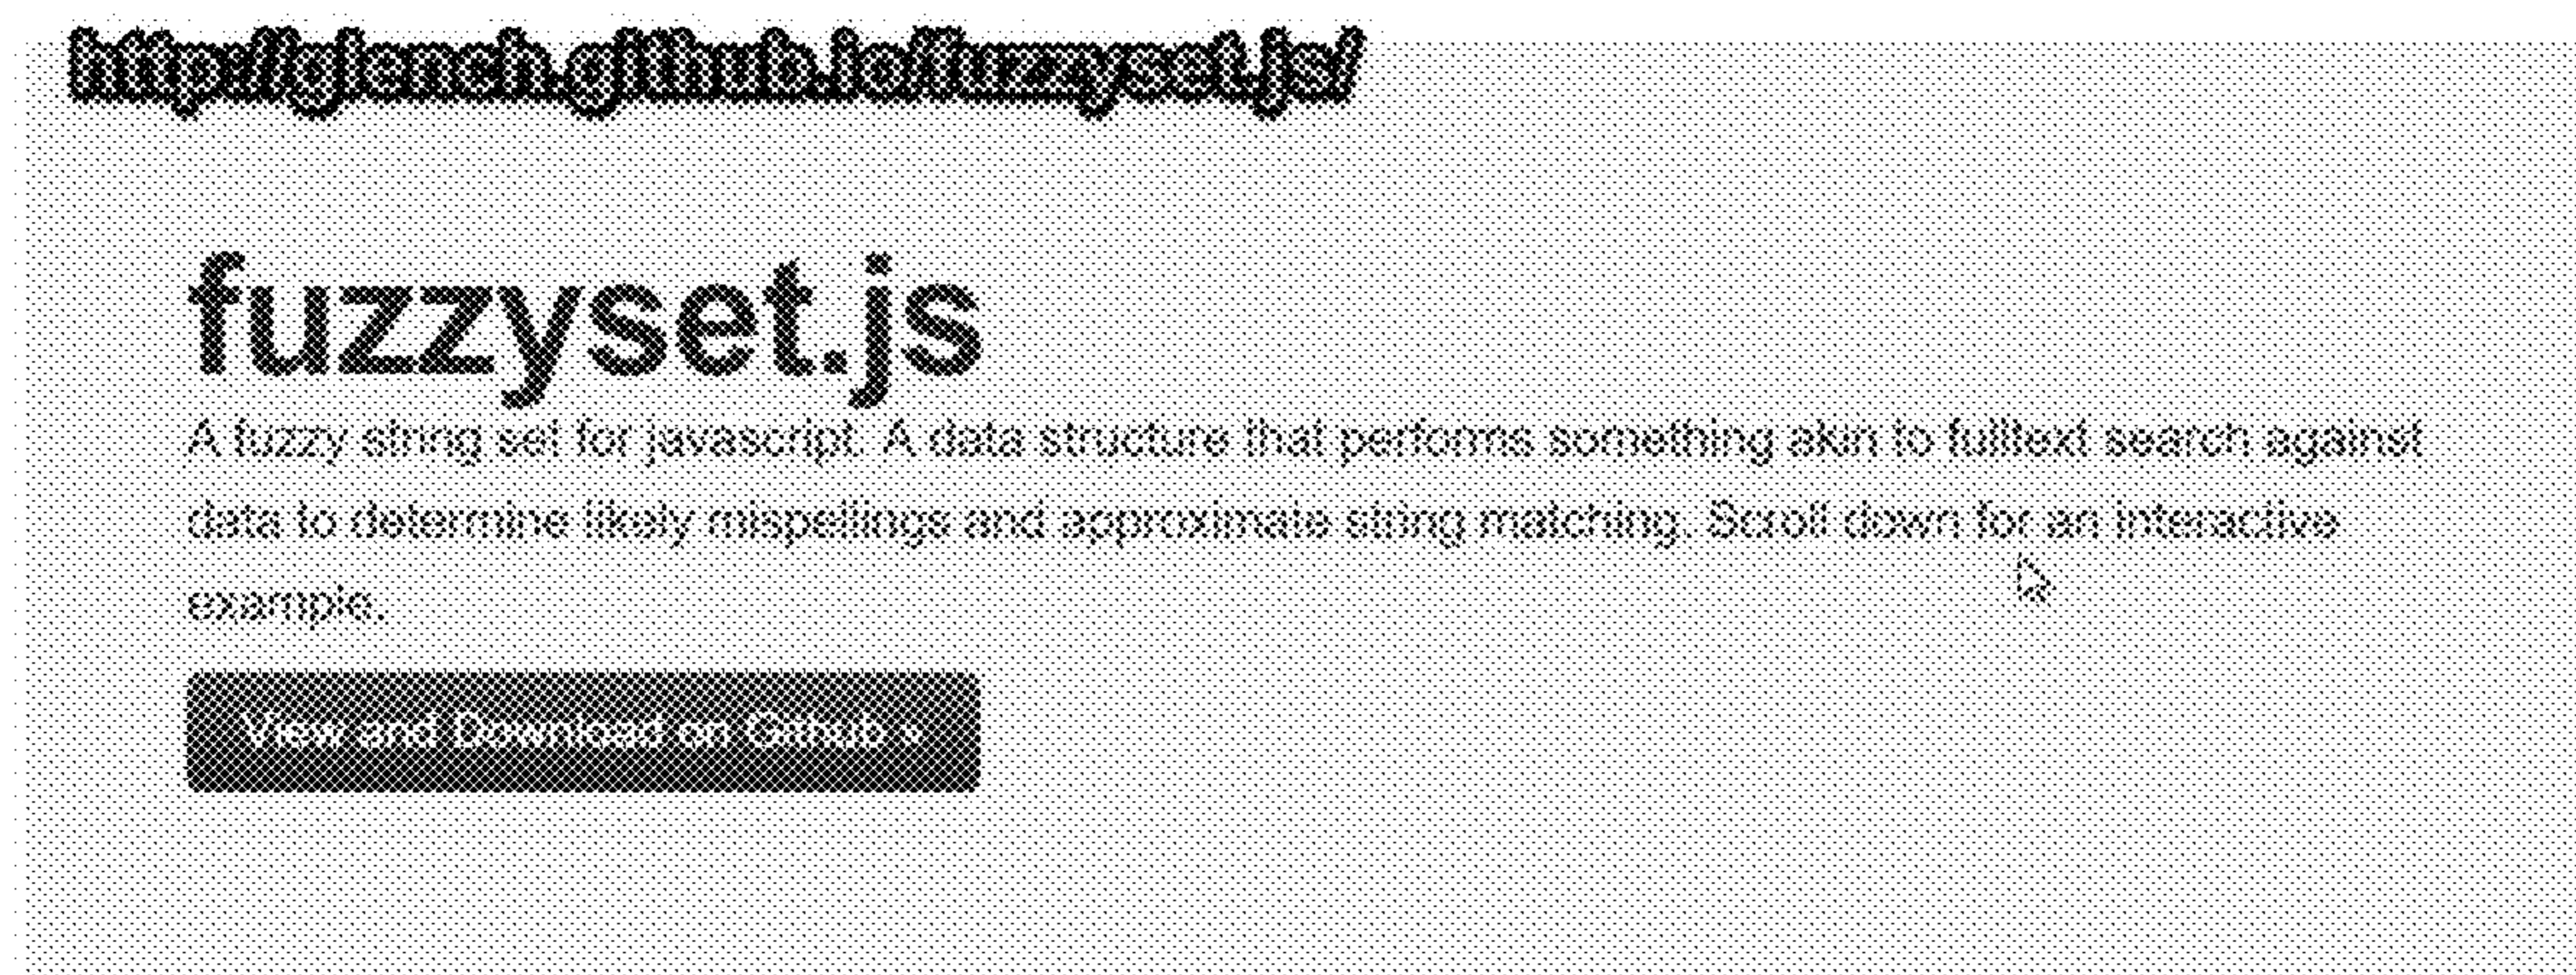 http://glench.github.io/fuzzyset.js/
fuzzyset.js
A fuzzy string set for javascript. A data structure that performs something akin to fulltext search against
data to determine likely mispellings and approximate string matching. Scroll down for an interactive
example.
View and Download on Github »